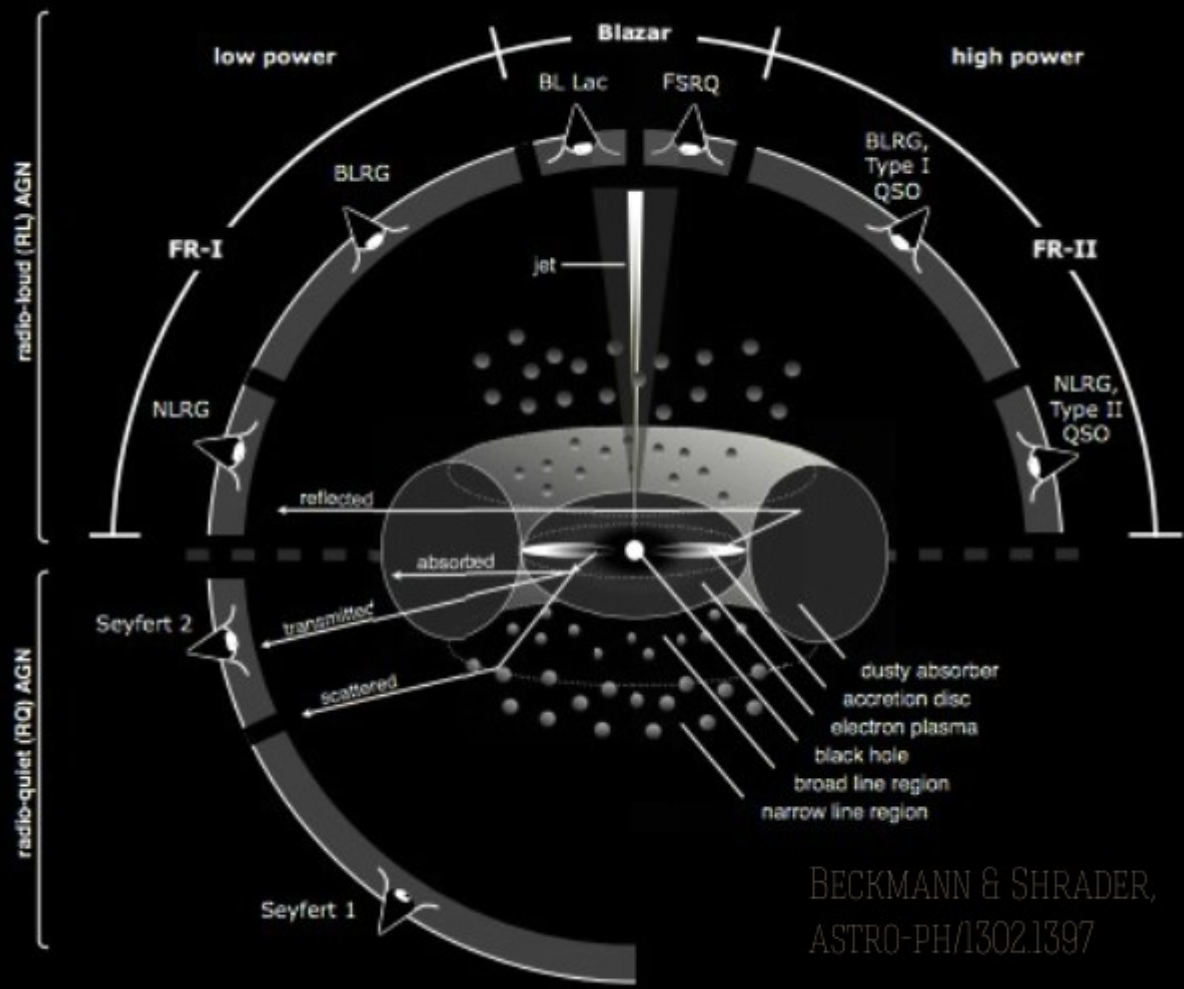 Blazar
low power
high power
BL Lac
FSRQ
BLRG
BLRG,
Type I
QSO
FR-I
FR-II
jet
radio-loud (RL) AGN
NLRG
NLRG,
Type II
QSO
reflected
absorbed
transmitted
scattered
Seyfert 2
dusty absorber
accretion disc
electron plasma
black hole
broad line region
narrow line region
radio-quiet (RQ) AGN
Seyfert 1
BECKMANN & SHRADER,
ASTRO-PH/1302.1397